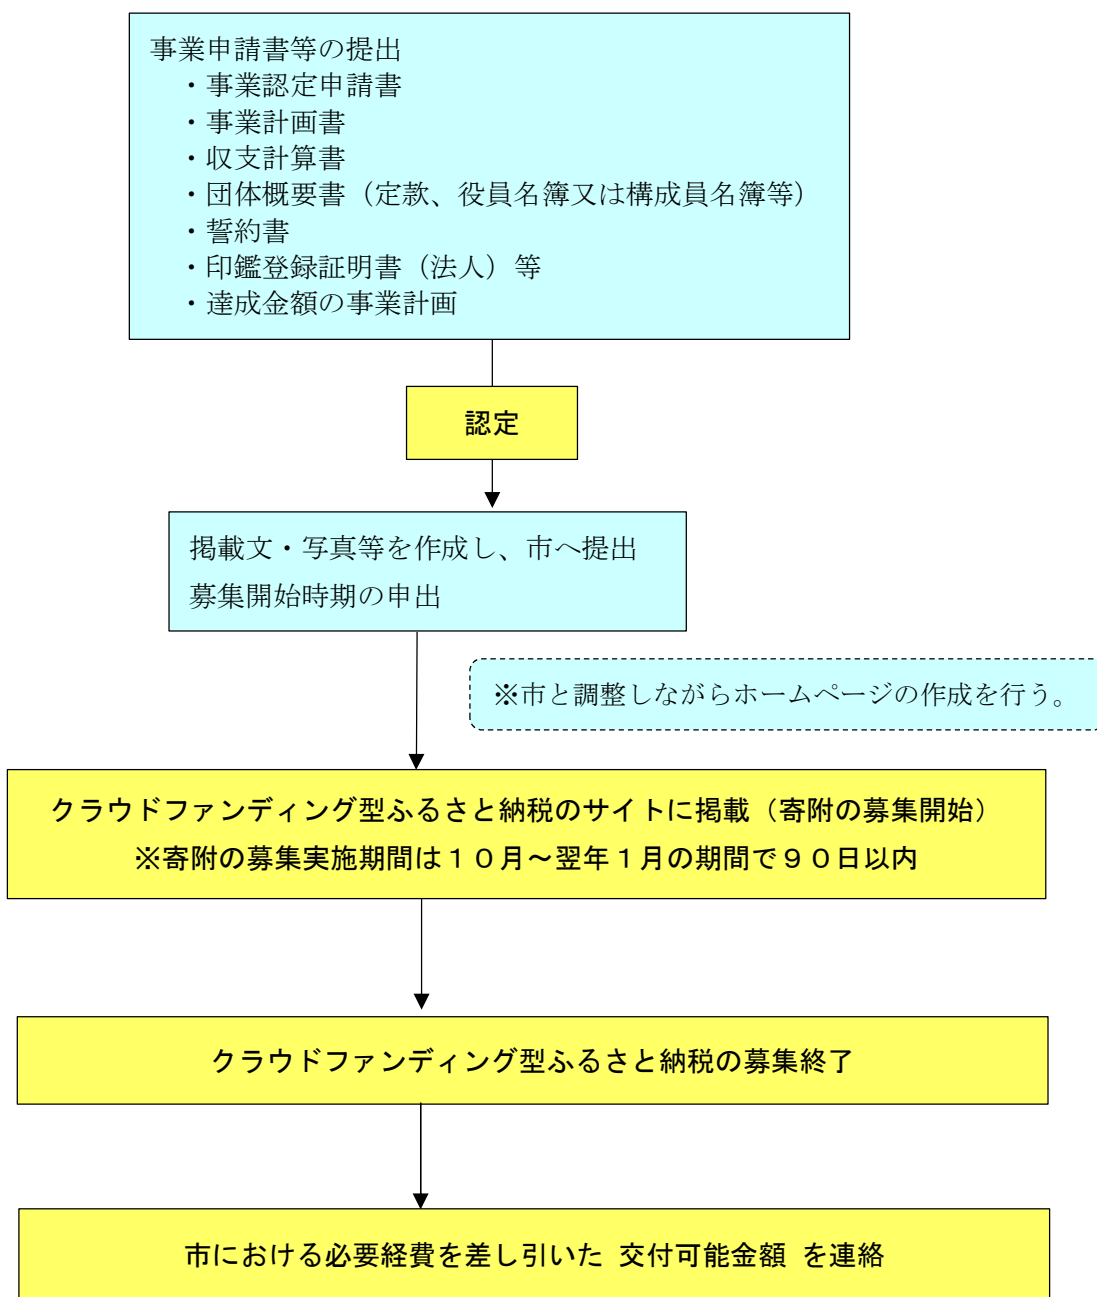 事業申請書等の提出
・事業認定申請書
・事業計画書
・収支計算書
・団体概要書（定款、役員名簿又は構成員名簿等）
・誓約書
・印鑑登録証明書（法人）等
・達成金額の事業計画
認定
掲載文・写真等を作成し、市へ提出
募集開始時期の申出
※市と調整しながらホームページの作成を行う。
クラウドファンディング型ふるさと納税のサイトに掲載（寄附の募集開始）
※寄附の募集実施期間は１０月～翌年１月の期間で９０日以内
クラウドファンディング型ふるさと納税の募集終了
市における必要経費を差し引いた 交付可能金額 を連絡